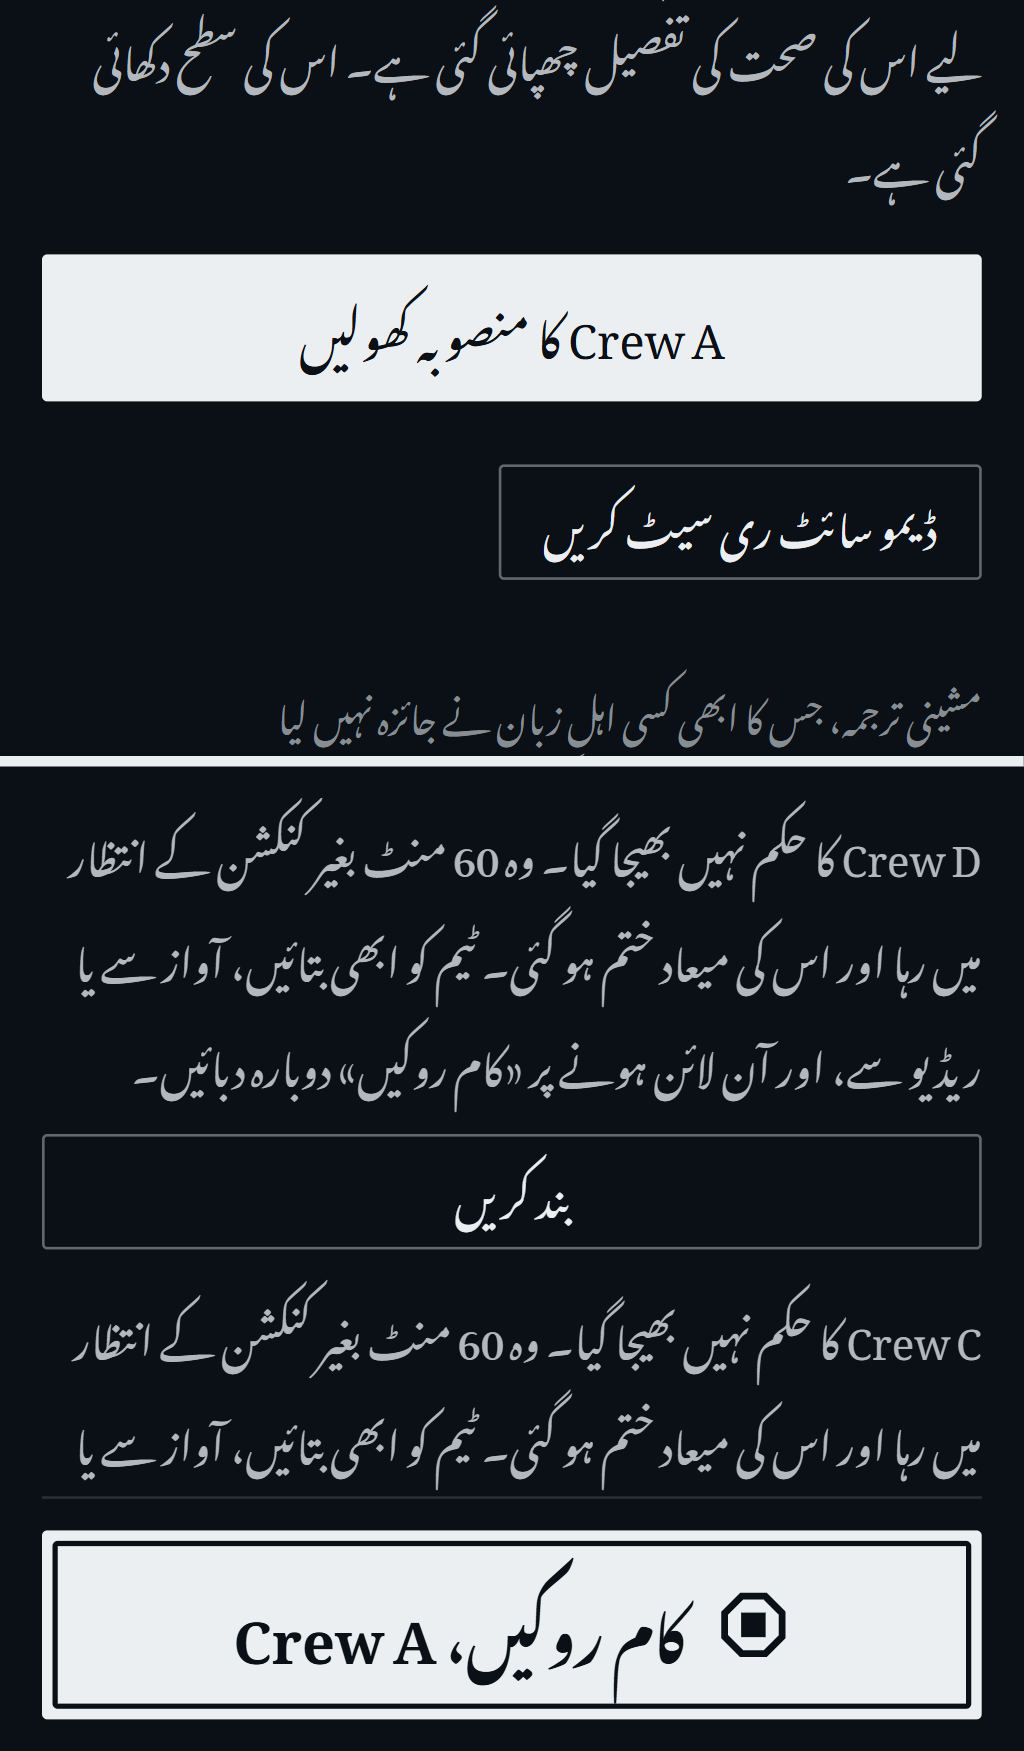 لیے اس کی صحت کی تفصیل چھپائی گئی ہے۔ اس کی سطح دکھائی
گئی ہے۔
Crew A کا منصوبہ کھولیں
ڈیمو سائٹ ری سیٹ کریں
مشینی ترجمہ، جس کا ابھی کسی اہلِ زبان نے جائزہ نہیں لیا
Crew D کا حکم نہیں بھیجا گیا۔ وہ 60 منٹ بغیر کنکشن کے انتظار
میں رہا اور اس کی میعاد ختم ہو گئی۔ ٹیم کو ابھی بتائیں، آواز سے یا
ریڈیو سے، اور آن لائن ہونے پر «کام روکیں» دوبارہ دبائیں۔
بند کریں
Crew C کا حکم نہیں بھیجا گیا۔ وہ 60 منٹ بغیر کنکشن کے انتظار
میں رہا اور اس کی میعاد ختم ہو گئی۔ ٹیم کو ابھی بتائیں، آواز سے یا
کام روکیں، Crew A